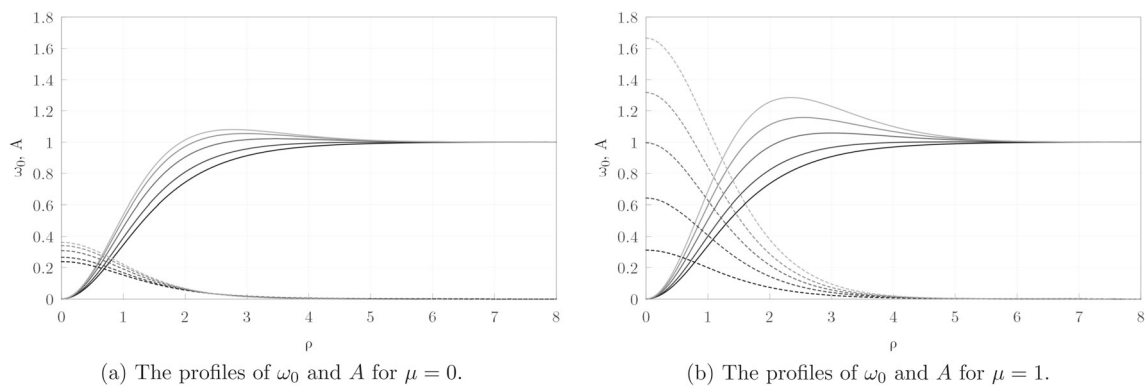 1.8
1.6
1.4
1.2
1
0.8
0.6
0.4
0.2
0
ω₀, A
0 1 2 3 4 5 6 7 8
ρ
(a) The profiles of ω₀ and A for μ = 0.
1.8
1.6
1.4
1.2
1
0.8
0.6
0.4
0.2
0
ω₀, A
0 1 2 3 4 5 6 7 8
ρ
(b) The profiles of ω₀ and A for μ = 1.